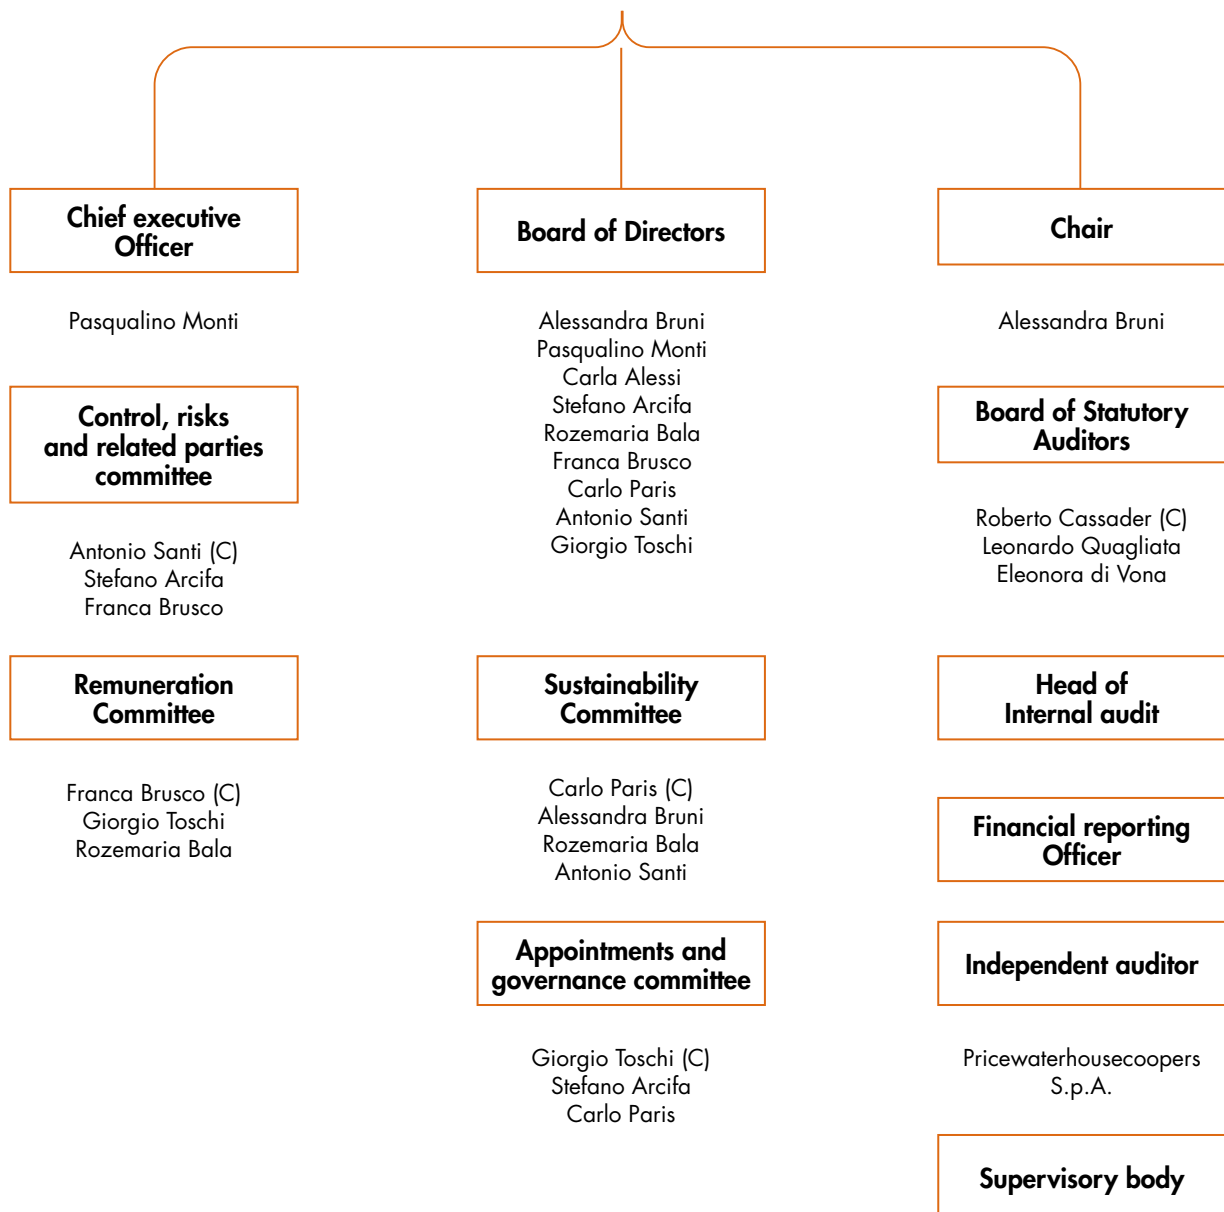 Chief executive
Officer
Pasqualino Monti
Control, risks
and related parties
committee
Antonio Santi (C)
Stefano Arcifa
Franca Brusco
Remuneration
Committee
Franca Brusco (C)
Giorgio Toschi
Rozemaria Bala
Board of Directors
Alessandra Bruni
Pasqualino Monti
Carla Alessi
Stefano Arcifa
Rozemaria Bala
Franca Brusco
Carlo Paris
Antonio Santi
Giorgio Toschi
Sustainability
Committee
Carlo Paris (C)
Alessandra Bruni
Rozemaria Bala
Antonio Santi
Appointments and
governance committee
Giorgio Toschi (C)
Stefano Arcifa
Carlo Paris
Chair
Alessandra Bruni
Board of Statutory
Auditors
Roberto Cassader (C)
Leonardo Quagliata
Eleonora di Vona
Head of
Internal audit
Financial reporting
Officer
Independent auditor
Pricewaterhousecoopers
S.p.A.
Supervisory body